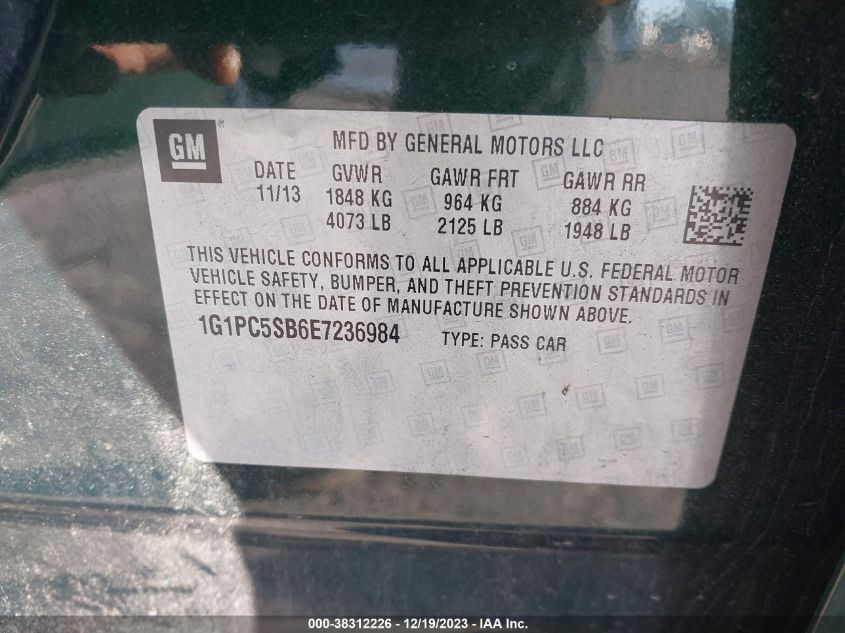 GM
MFD BY GENERAL MOTORS LLC
DATE GVWR GAWR FRT GAWR RR
11/13 1848 KG 964 KG 884 KG
4073 LB 2125 LB 1948 LB
THIS VEHICLE CONFORMS TO ALL APPLICABLE U.S. FEDERAL MOTOR
VEHICLE SAFETY, BUMPER, AND THEFT PREVENTION STANDARDS IN
EFFECT ON THE DATE OF MANUFACTURE SHOWN ABOVE.
1G1PC5SB6E7236984 TYPE: PASS CAR
000-38312226 - 12/19/2023 - IAA Inc.